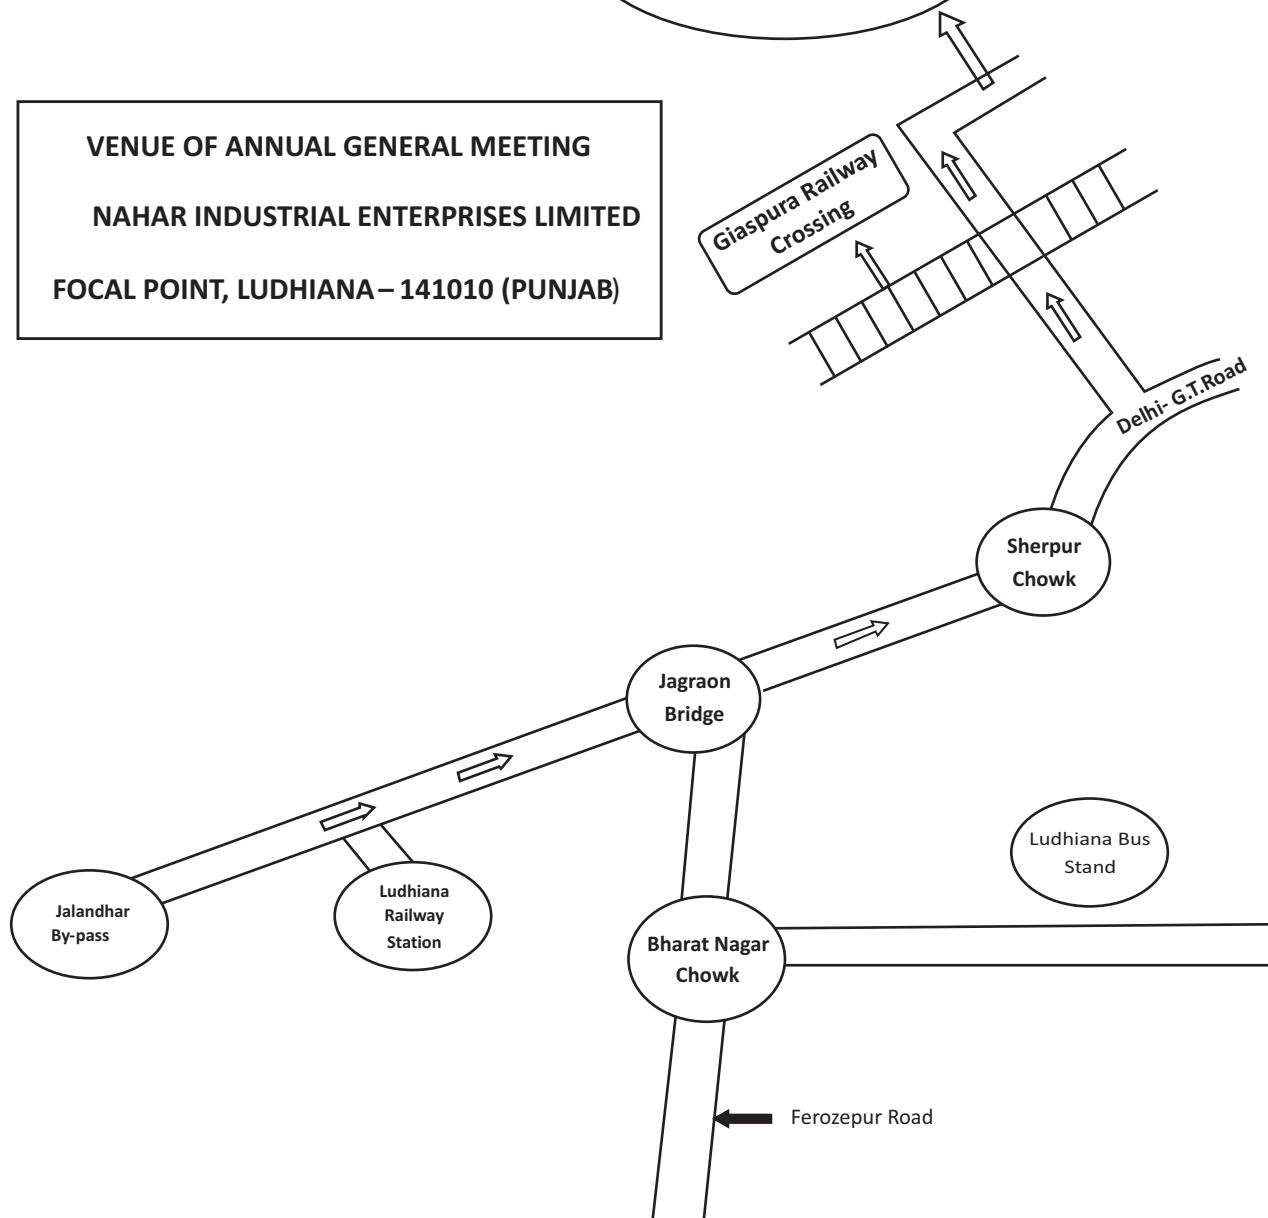 VENUE OF ANNUAL GENERAL MEETING
NAHAR INDUSTRIAL ENTERPRISES LIMITED
FOCAL POINT, LUDHIANA – 141010 (PUNJAB)
Giaspura Railway
Crossing
Delhi- G.T.Road
Sherpur
Chowk
Jagraon
Bridge
Ludhiana Bus
Stand
Jalandhar
By-pass
Ludhiana
Railway
Station
Bharat Nagar
Chowk
Ferozepur Road